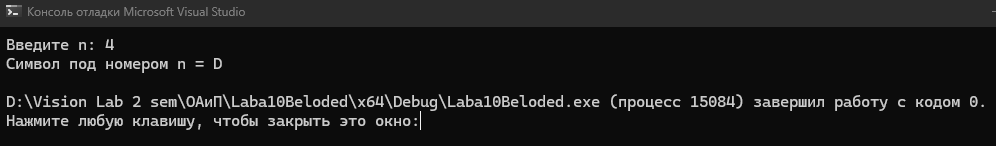 Консоль отладки Microsoft Visual Studio
Введите n: 4
Символ под номером n = D
D:\Vision Lab 2 sem\ОАиП\Laba10Beloded\x64\Debug\Laba10Beloded.exe (процесс 15084) завершил работу с кодом 0.
Нажмите любую клавишу, чтобы закрыть это окно: